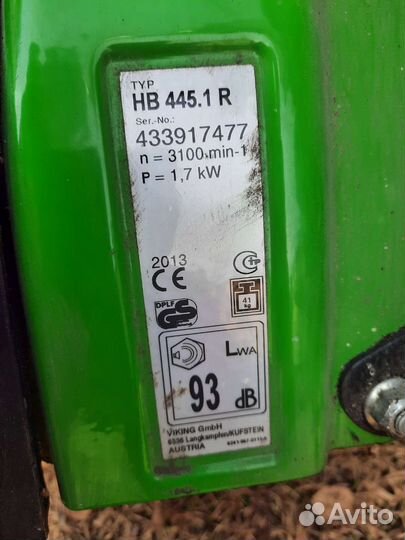 TYP
HB 445.1 R
Ser.-No.:
433917477
n = 3100 min-1
P = 1,7 kW
2013
CE
DPLF
GS
41
kg
LWA
93 dB
VIKING GmbH
6336 Langkampfen/KUFSTEIN
AUSTRIA
Avito